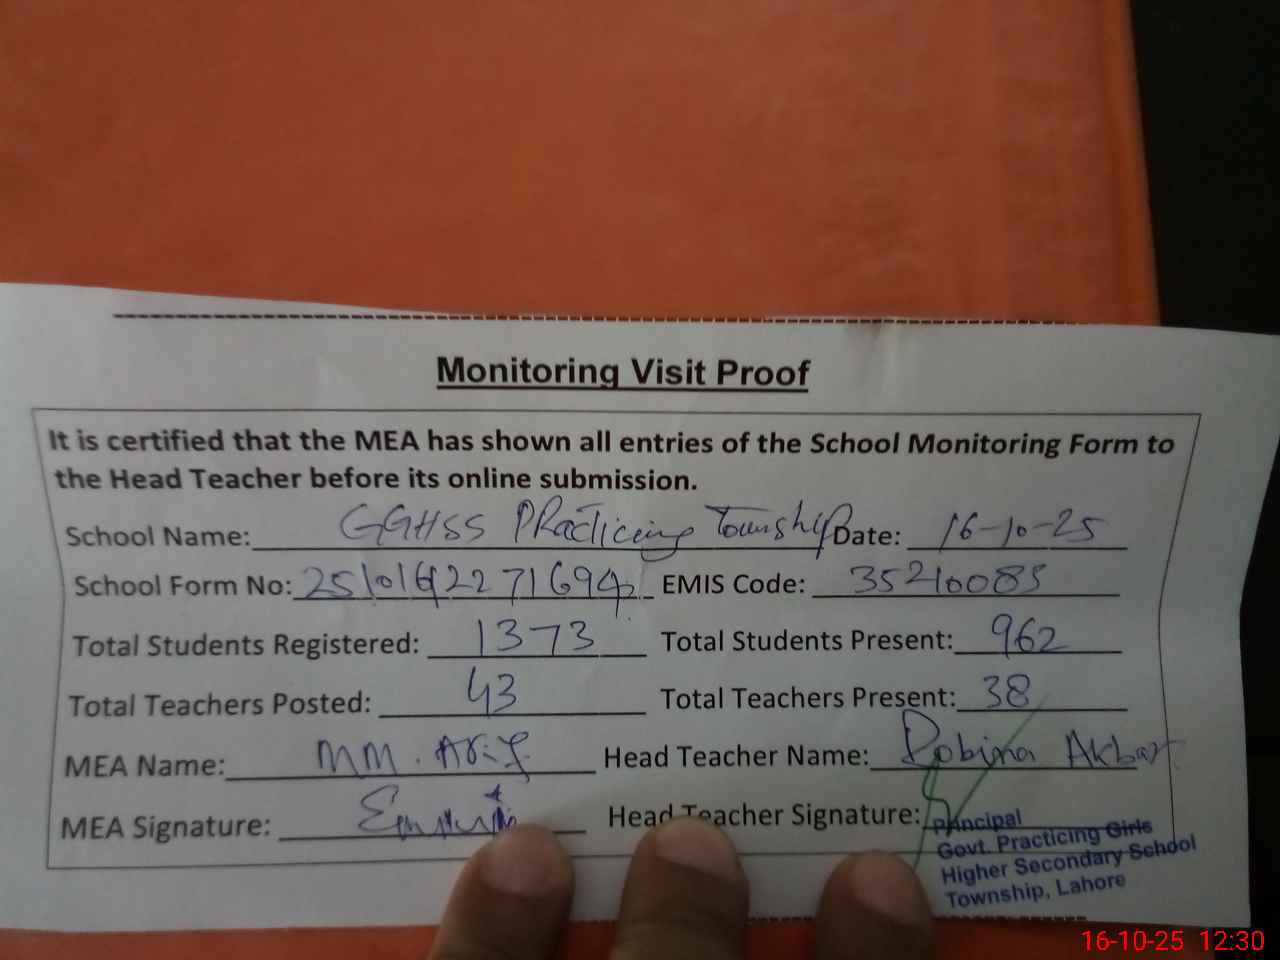 Monitoring Visit Proof
It is certified that the MEA has shown all entries of the School Monitoring Form to
the Head Teacher before its online submission.
School Name: GGHSS Practicing Township Date: 16-10-25
School Form No: EMIS Code: 35210085
Total Students Registered: 1373 Total Students Present: 962
Total Teachers Posted: 43 Total Teachers Present: 38
MEA Name: MM. Arif Head Teacher Name: Robina Akbar
MEA Signature: Head Teacher Signature:
Principal
Govt. Practicing Girls
Higher Secondary School
Township, Lahore
16-10-25 12:30